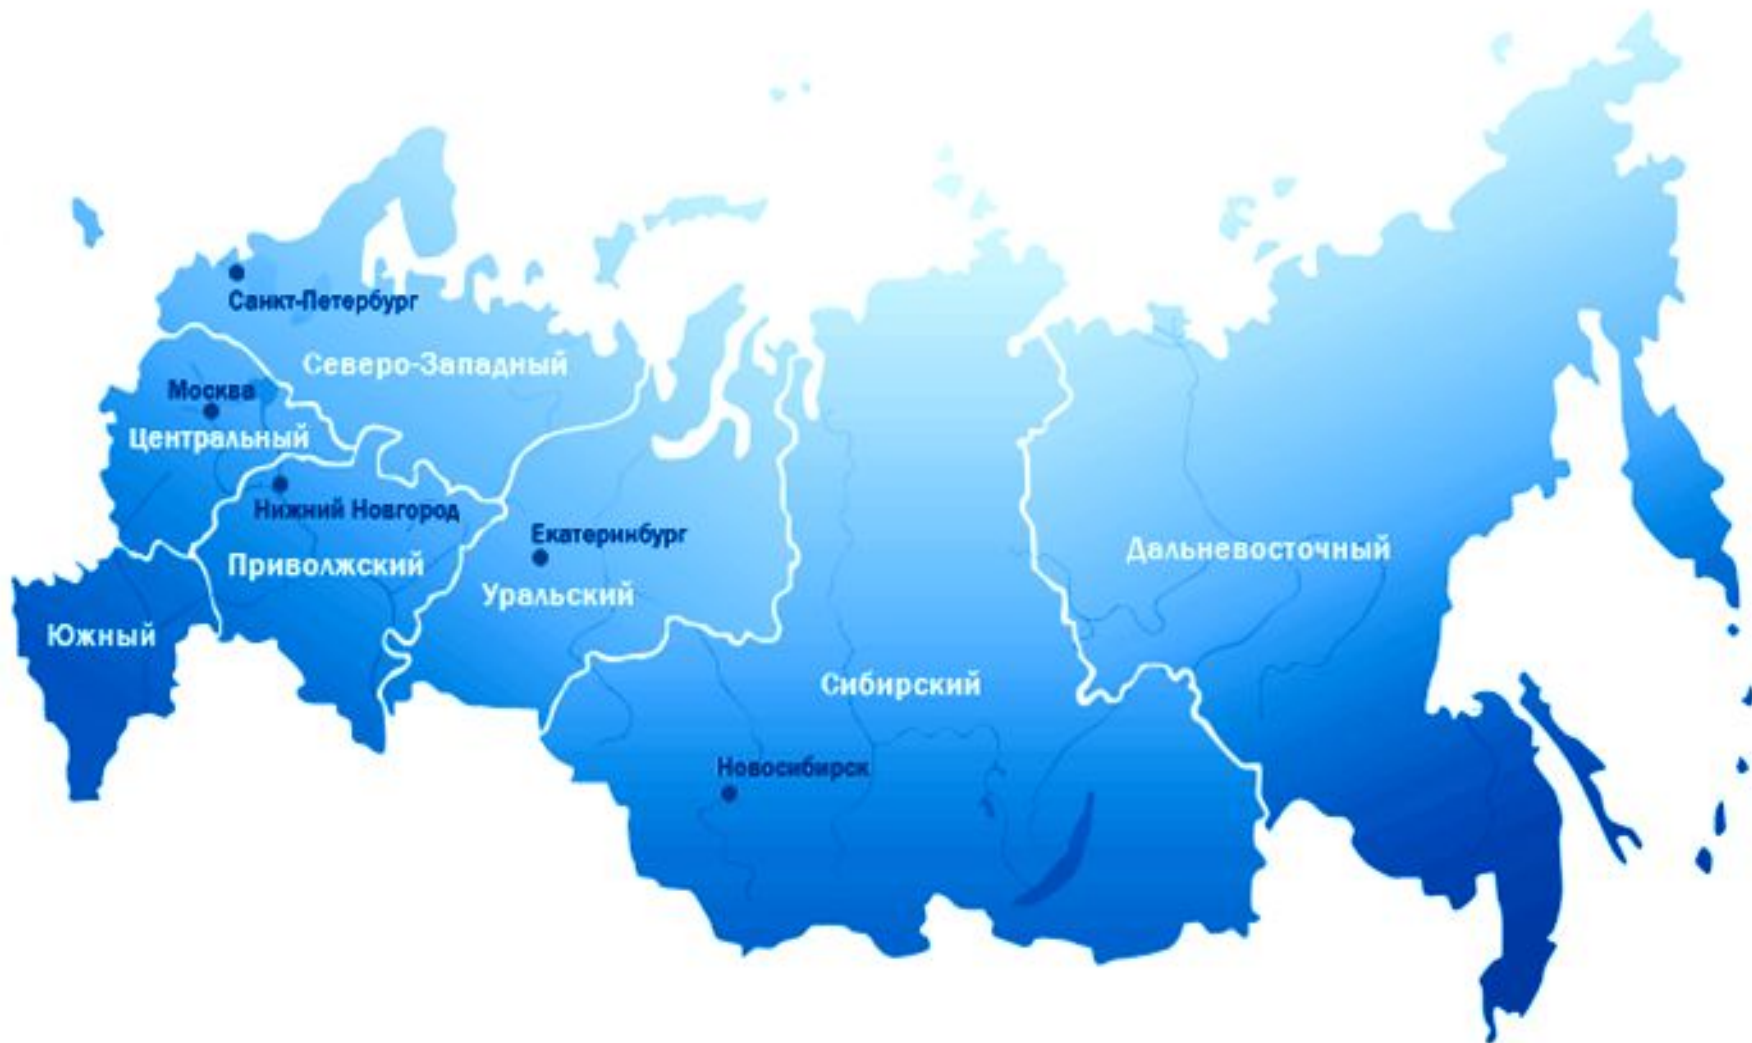 Санкт-Петербург
Северо-Западный
Москва
Центральный
Нижний Новгород
Екатеринбург
Дальневосточный
Приволжский
Уральский
Южный
Сибирский
Новосибирск